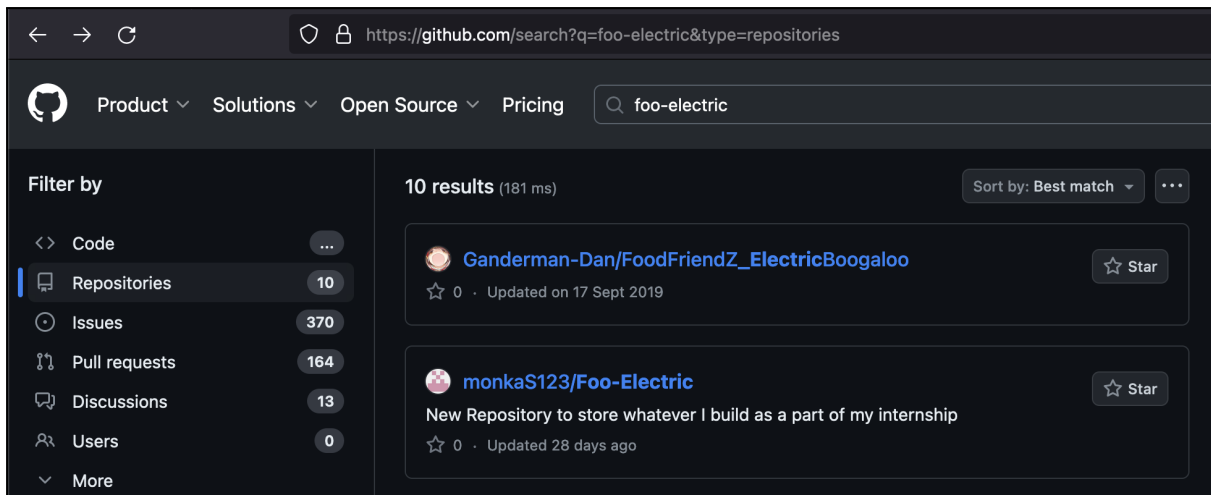 https://github.com/search?q=foo-electric&type=repositories
Product Solutions Open Source Pricing foo-electric
Filter by
Code ...
Repositories 10
Issues 370
Pull requests 164
Discussions 13
Users 0
More
10 results (181 ms)
Sort by: Best match ...
Ganderman-Dan/FoodFriendZ_ElectricBoogaloo
Star
0 · Updated on 17 Sept 2019
monkaS123/Foo-Electric
Star
New Repository to store whatever I build as a part of my internship
0 · Updated 28 days ago